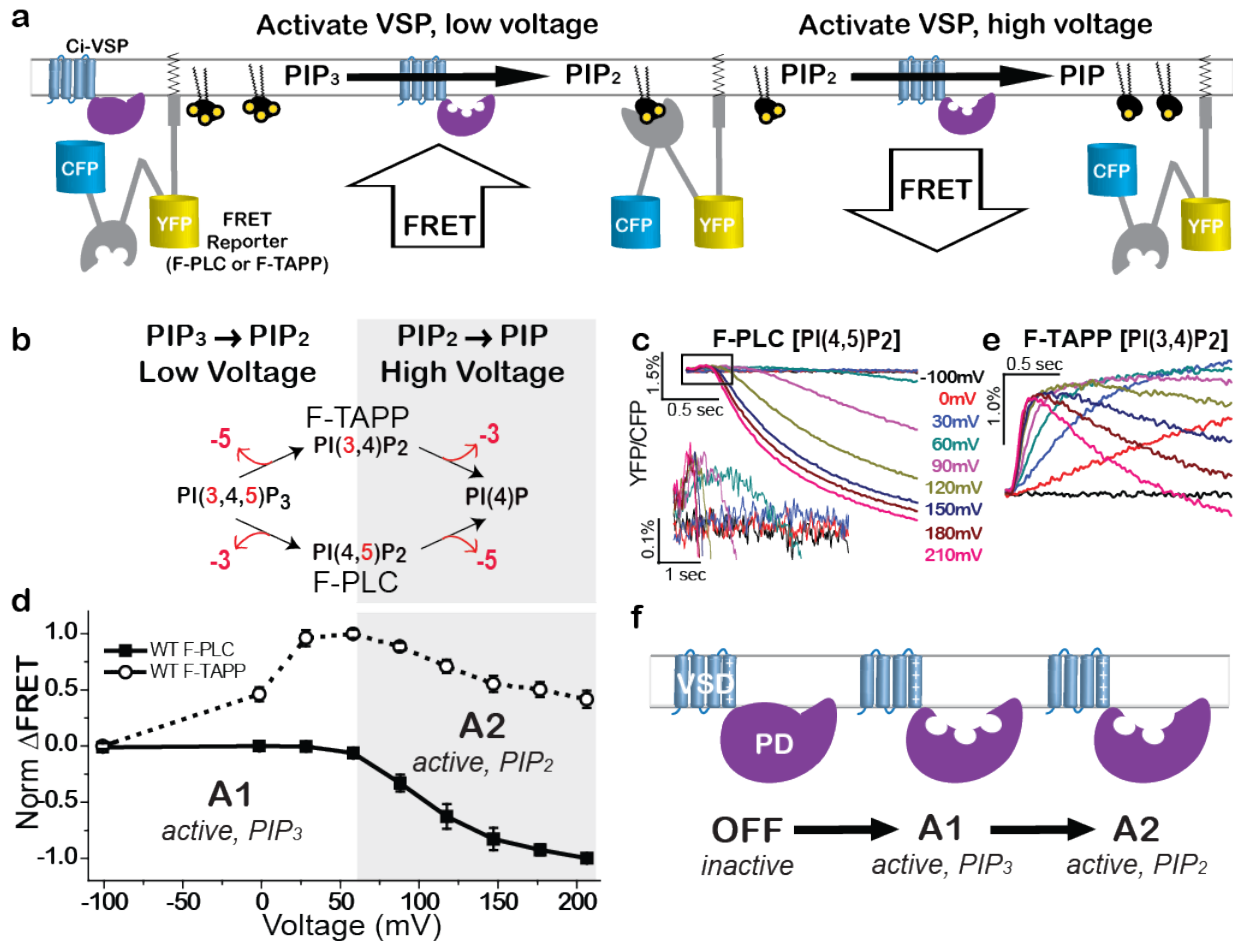 a
Activate VSP, low voltage
Activate VSP, high voltage
Ci-VSP
PIP3
PIP2
PIP2
PIP
CFP
YFP
FRET
Reporter
(F-PLC or F-TAPP)
FRET
CFP
YFP
FRET
CFP
YFP
b
PIP3 → PIP2
Low Voltage
PIP2 → PIP
High Voltage
F-TAPP
-5
PI(3,4)P2
-3
PI(3,4,5)P3
PI(4)P
-3
PI(4,5)P2
-5
F-PLC
c
F-PLC [PI(4,5)P2]
1.5%
0.5 sec
YFP/CFP
0.1%
1 sec
-100mV
0mV
30mV
60mV
90mV
120mV
150mV
180mV
210mV
e
F-TAPP [PI(3,4)P2]
0.5 sec
1.0%
d
WT F-PLC
WT F-TAPP
Norm ΔFRET
1.0
0.5
0.0
-0.5
-1.0
A1
active, PIP3
A2
active, PIP2
-100
-50
0
50
100
150
200
Voltage (mV)
f
VSD
+
+
+
+
+
+
+
+
+
+
+
+
PD
OFF
inactive
A1
active, PIP3
A2
active, PIP2